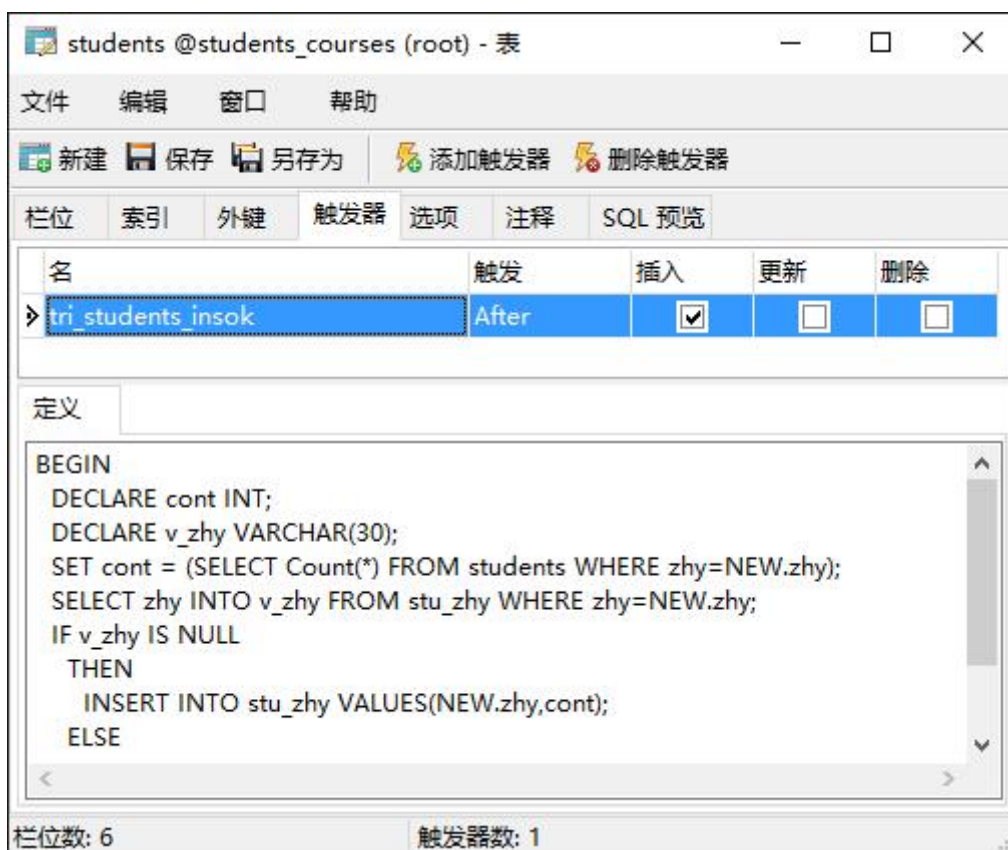 students @students_courses (root) - 表
文件 编辑 窗口 帮助
新建 保存 另存为 添加触发器 删除触发器
栏位 索引 外键 触发器 选项 注释 SQL 预览
名 触发 插入 更新 删除
tri_students_insok After
定义
BEGIN
DECLARE cont INT;
DECLARE v_zhy VARCHAR(30);
SET cont = (SELECT Count(*) FROM students WHERE zhy=NEW.zhy);
SELECT zhy INTO v_zhy FROM stu_zhy WHERE zhy=NEW.zhy;
IF v_zhy IS NULL
THEN
INSERT INTO stu_zhy VALUES(NEW.zhy,cont);
ELSE
栏位数: 6 触发器数: 1